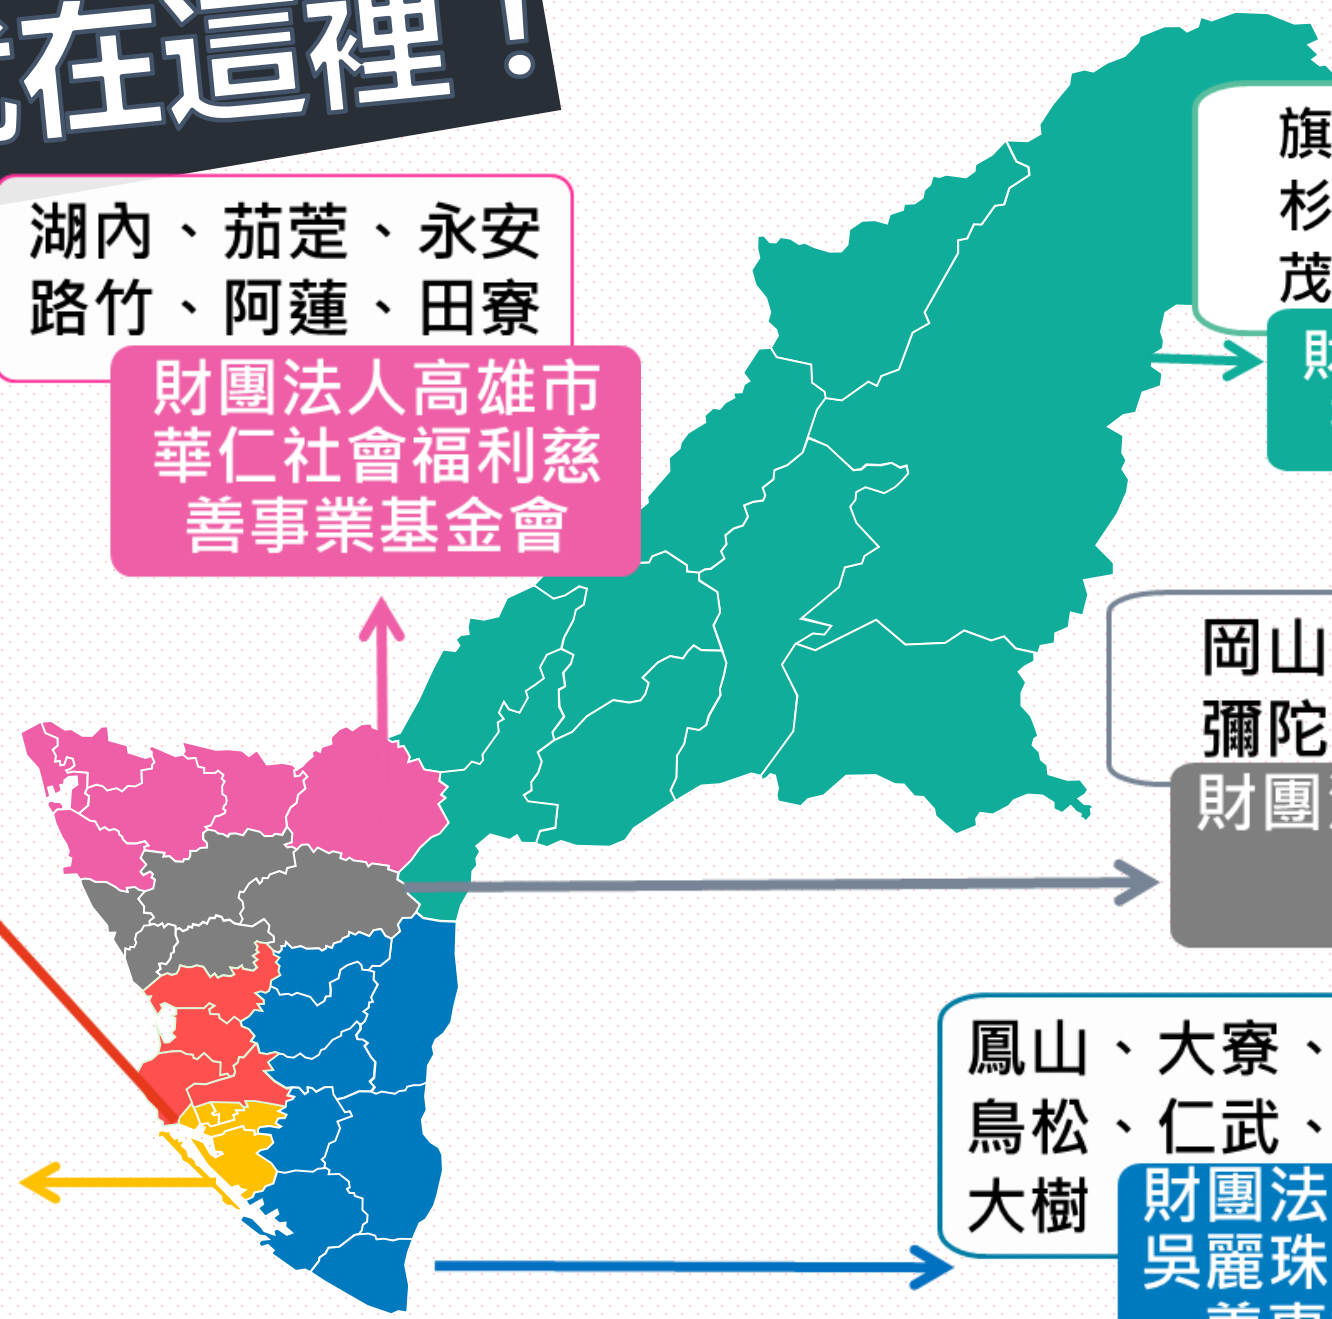 在這裡！
湖內、茄萣、永安
路竹、阿蓮、田寮
財團法人高雄市
華仁社會福利慈
善事業基金會
旗
杉
茂
財
岡山
彌陀
財團
鳳山、大寮、
鳥松、仁武、
大樹
財團法
吳麗珠
善事